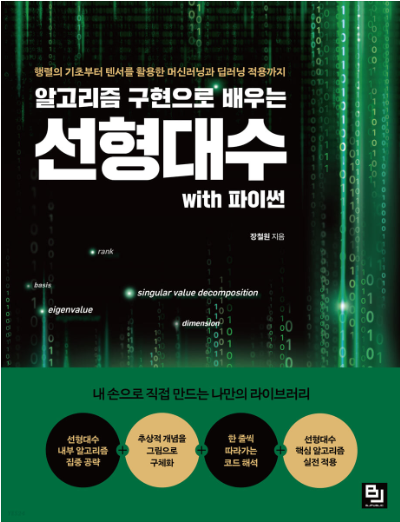 행렬의 기초부터 텐서를 활용한 머신러닝과 딥러닝 적용까지
알고리즘 구현으로 배우는
선형대수
with 파이썬
장철원 지음
rank
basis
singular value decomposition
eigenvalue
dimension
내 손으로 직접 만드는 나만의 라이브러리
선형대수
내부 알고리즘
집중 공략
+
추상적 개념을
그림으로
구체화
+
한 줄씩
따라가는
코드 해석
+
선형대수
핵심 알고리즘
실전 적용
BJ